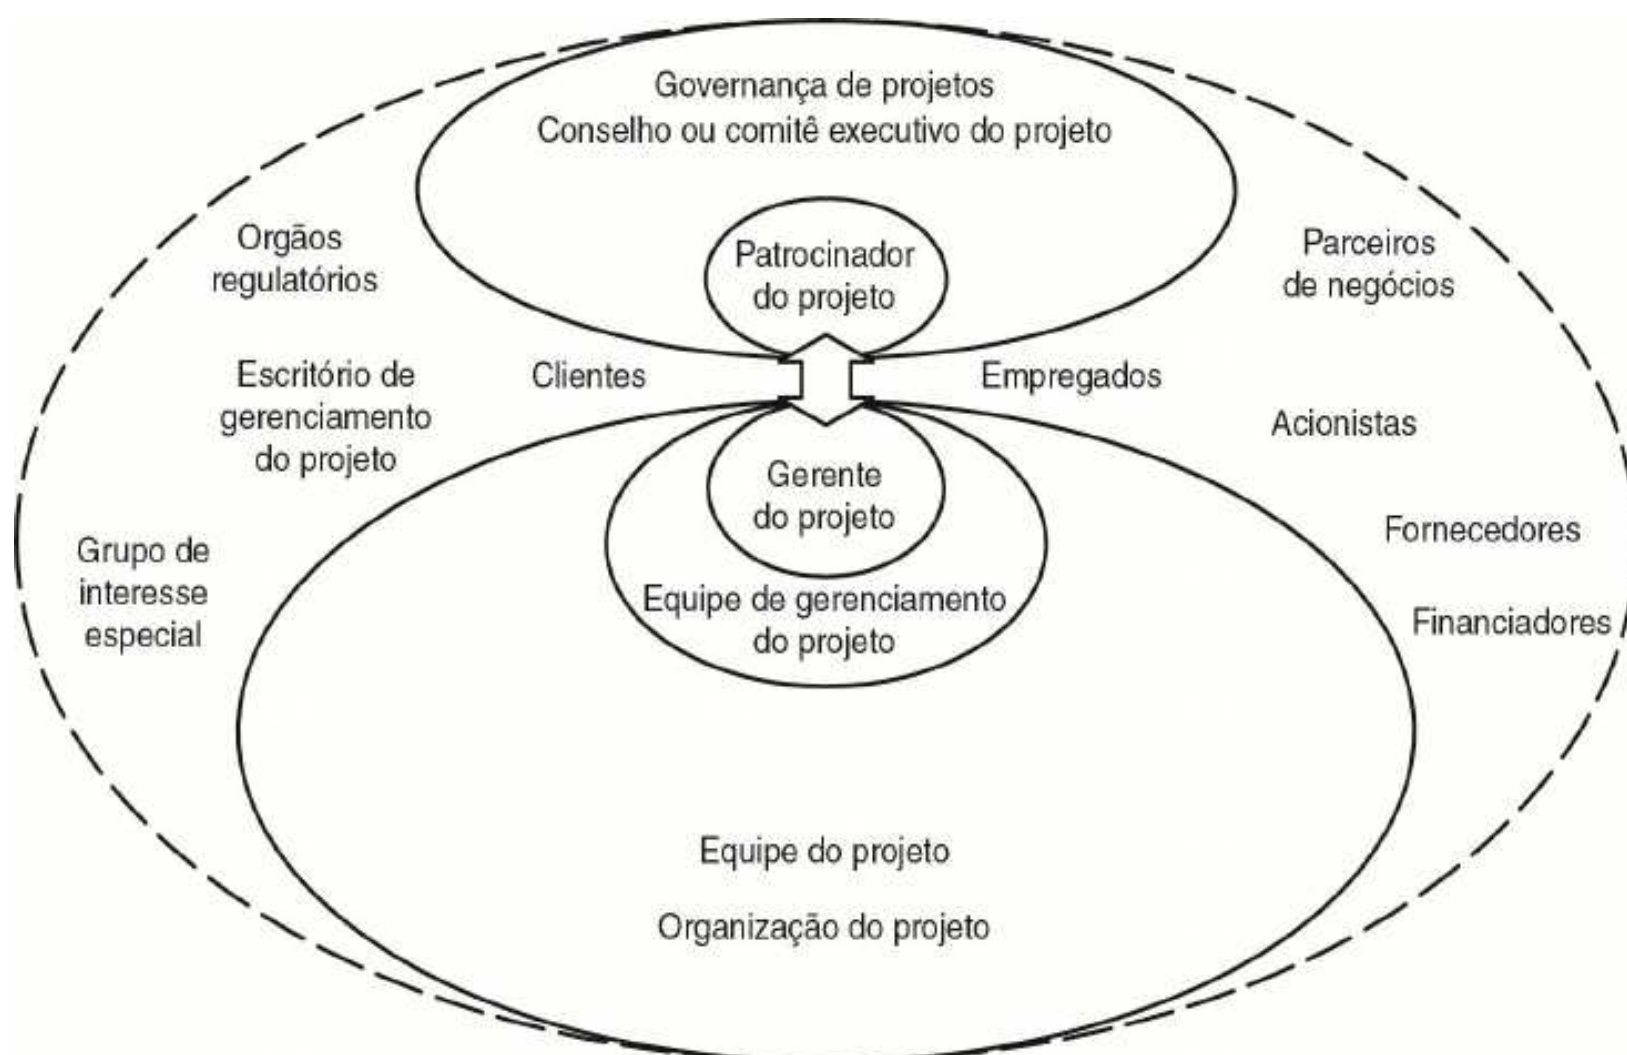 Governança de projetos
Conselho ou comitê executivo do projeto
Patrocinador
do projeto
Orgãos
regulatórios
Parceiros
de negócios
Escritório de
gerenciamento
do projeto
Clientes
Empregados
Acionistas
Gerente
do projeto
Grupo de
interesse
especial
Fornecedores
Equipe de gerenciamento
do projeto
Financiadores
Equipe do projeto
Organização do projeto